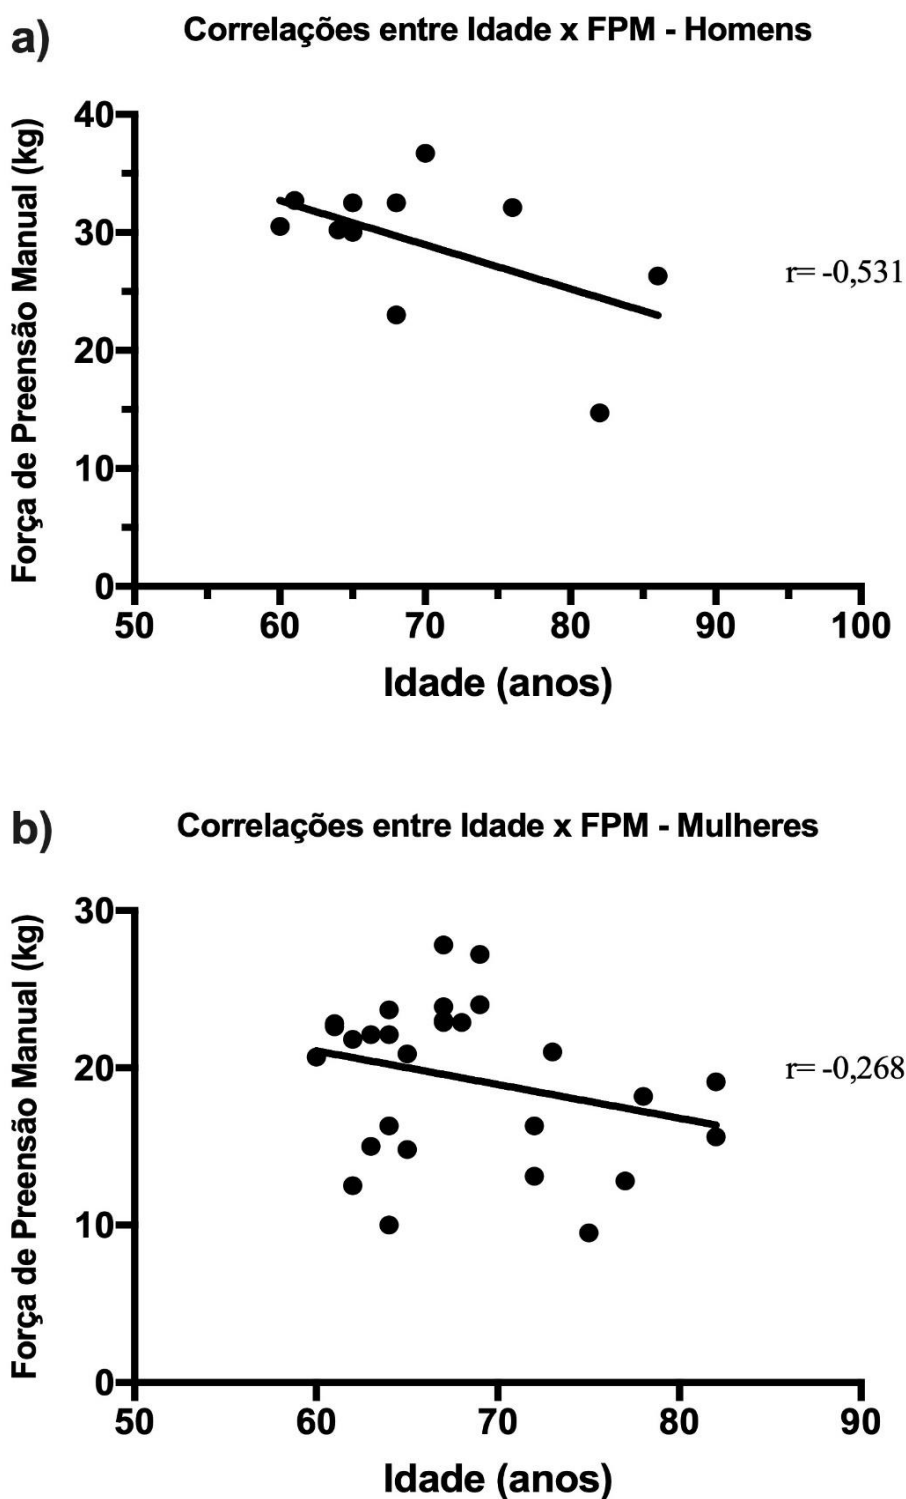 a)
Correlações entre Idade x FPM - Homens
Força de Preensão Manual (kg)
40
30
20
10
0
50 60 70 80 90 100
Idade (anos)
r= -0,531
b)
Correlações entre Idade x FPM - Mulheres
Força de Preensão Manual (kg)
30
20
10
0
50 60 70 80 90
Idade (anos)
r= -0,268